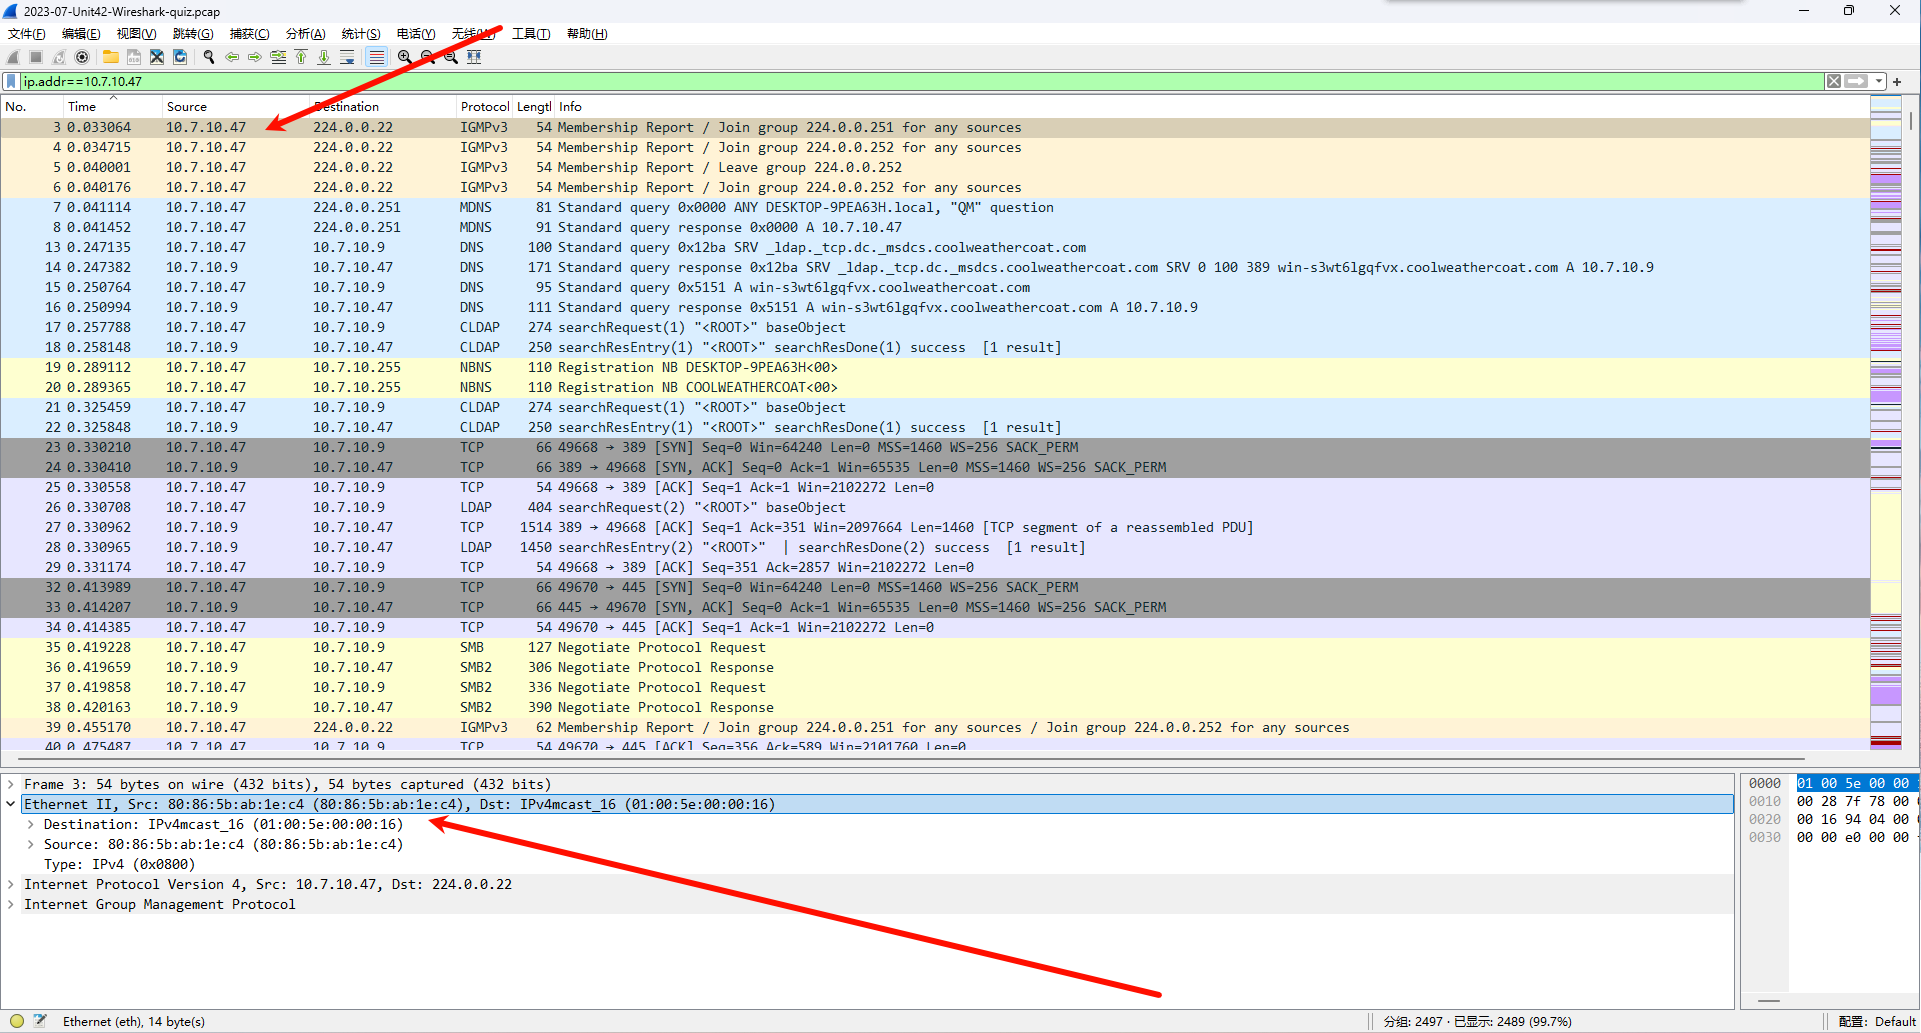 2023-07-Unit42-Wireshark-quiz.pcap
文件(F) 编辑(E) 视图(V) 跳转(G) 捕获(C) 分析(A) 统计(S) 电话(Y) 无线(W) 工具(T) 帮助(H)
ip.addr==10.7.10.47
No. Time Source Destination Protocol Lengtl Info
3 0.033064 10.7.10.47 224.0.0.22 IGMPv3 54 Membership Report / Join group 224.0.0.251 for any sources
4 0.034715 10.7.10.47 224.0.0.22 IGMPv3 54 Membership Report / Join group 224.0.0.252 for any sources
5 0.040001 10.7.10.47 224.0.0.22 IGMPv3 54 Membership Report / Leave group 224.0.0.252
6 0.040176 10.7.10.47 224.0.0.22 IGMPv3 54 Membership Report / Join group 224.0.0.252 for any sources
7 0.041114 10.7.10.47 224.0.0.251 MDNS 81 Standard query 0x0000 ANY DESKTOP-9PEA63H.local, "QM" question
8 0.041452 10.7.10.47 224.0.0.251 MDNS 91 Standard query response 0x0000 A 10.7.10.47
13 0.247135 10.7.10.47 10.7.10.9 DNS 100 Standard query 0x12ba SRV _ldap._tcp.dc._msdcs.coolweathercoat.com
14 0.247382 10.7.10.9 10.7.10.47 DNS 171 Standard query response 0x12ba SRV _ldap._tcp.dc._msdcs.coolweathercoat.com SRV 0 100 389 win-s3wt6lgqfvx.coolweathercoat.com A 10.7.10.9
15 0.250764 10.7.10.47 10.7.10.9 DNS 95 Standard query 0x5151 A win-s3wt6lgqfvx.coolweathercoat.com
16 0.250994 10.7.10.9 10.7.10.47 DNS 111 Standard query response 0x5151 A win-s3wt6lgqfvx.coolweathercoat.com A 10.7.10.9
17 0.257788 10.7.10.47 10.7.10.9 CLDAP 274 searchRequest(1) "<ROOT>" baseObject
18 0.258148 10.7.10.9 10.7.10.47 CLDAP 250 searchResEntry(1) "<ROOT>" searchResDone(1) success [1 result]
19 0.289112 10.7.10.47 10.7.10.255 NBNS 110 Registration NB DESKTOP-9PEA63H<00>
20 0.289365 10.7.10.47 10.7.10.255 NBNS 110 Registration NB COOLWEATHERCOAT<00>
21 0.325459 10.7.10.47 10.7.10.9 CLDAP 274 searchRequest(1) "<ROOT>" baseObject
22 0.325848 10.7.10.9 10.7.10.47 CLDAP 250 searchResEntry(1) "<ROOT>" searchResDone(1) success [1 result]
23 0.330210 10.7.10.47 10.7.10.9 TCP 66 49668 → 389 [SYN] Seq=0 Win=64240 Len=0 MSS=1460 WS=256 SACK_PERM
24 0.330410 10.7.10.9 10.7.10.47 TCP 66 389 → 49668 [SYN, ACK] Seq=0 Ack=1 Win=65535 Len=0 MSS=1460 WS=256 SACK_PERM
25 0.330558 10.7.10.47 10.7.10.9 TCP 54 49668 → 389 [ACK] Seq=1 Ack=1 Win=2102272 Len=0
26 0.330708 10.7.10.47 10.7.10.9 LDAP 404 searchRequest(2) "<ROOT>" baseObject
27 0.330962 10.7.10.9 10.7.10.47 TCP 1514 389 → 49668 [ACK] Seq=1 Ack=351 Win=2097664 Len=1460 [TCP segment of a reassembled PDU]
28 0.330965 10.7.10.9 10.7.10.47 LDAP 1450 searchResEntry(2) "<ROOT>" | searchResDone(2) success [1 result]
29 0.331174 10.7.10.47 10.7.10.9 TCP 54 49668 → 389 [ACK] Seq=351 Ack=2857 Win=2102272 Len=0
32 0.413989 10.7.10.47 10.7.10.9 TCP 66 49670 → 445 [SYN] Seq=0 Win=64240 Len=0 MSS=1460 WS=256 SACK_PERM
33 0.414207 10.7.10.9 10.7.10.47 TCP 66 445 → 49670 [SYN, ACK] Seq=0 Ack=1 Win=65535 Len=0 MSS=1460 WS=256 SACK_PERM
34 0.414385 10.7.10.47 10.7.10.9 TCP 54 49670 → 445 [ACK] Seq=1 Ack=1 Win=2102272 Len=0
35 0.419228 10.7.10.47 10.7.10.9 SMB 127 Negotiate Protocol Request
36 0.419659 10.7.10.9 10.7.10.47 SMB2 306 Negotiate Protocol Response
37 0.419858 10.7.10.47 10.7.10.9 SMB2 336 Negotiate Protocol Request
38 0.420163 10.7.10.9 10.7.10.47 SMB2 390 Negotiate Protocol Response
39 0.455170 10.7.10.47 224.0.0.22 IGMPv3 62 Membership Report / Join group 224.0.0.251 for any sources / Join group 224.0.0.252 for any sources
40 0.475487 10.7.10.47 10.7.10.9 TCP 54 49670 → 445 [ACK] Seq=356 Ack=589 Win=2101760 Len=0
Frame 3: 54 bytes on wire (432 bits), 54 bytes captured (432 bits)
Ethernet II, Src: 80:86:5b:ab:1e:c4 (80:86:5b:ab:1e:c4), Dst: IPv4mcast_16 (01:00:5e:00:00:16)
Destination: IPv4mcast_16 (01:00:5e:00:00:16)
Source: 80:86:5b:ab:1e:c4 (80:86:5b:ab:1e:c4)
Type: IPv4 (0x0800)
Internet Protocol Version 4, Src: 10.7.10.47, Dst: 224.0.0.22
Internet Group Management Protocol
0000 01 00 5e 00 00
0010 00 28 7f 78 00
0020 00 16 94 04 00
0030 00 00 e0 00 00
Ethernet (eth), 14 byte(s)
分组: 2497 · 已显示: 2489 (99.7%)
配置: Default